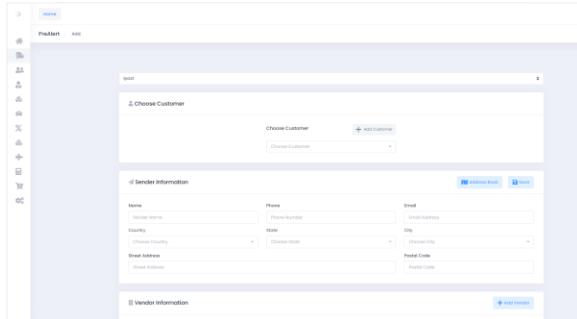 Home
PreAlert Add
Choose Customer
Choose Customer
Add Customer
Choose Customer
Sender Information
Address Book
Save
Name Phone Email
Sender Name Phone Number Email Address
Country State City
Choose Country Choose State Choose City
Street Address Postal Code
Street Address Postal Code
Vendor Information
Add Vendor